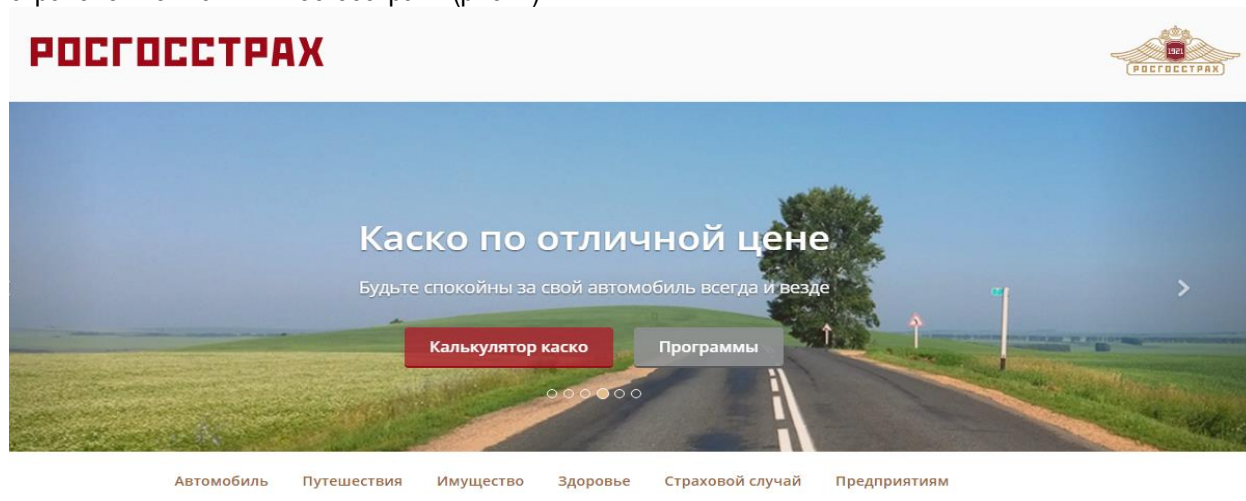 РОСГОССТРАХ
1921
РОСГОССТРАХ
Каско по отличной цене
Будьте спокойны за свой автомобиль всегда и везде
Калькулятор каско
Программы
Автомобиль Путешествия Имущество Здоровье Страховой случай Предприятиям